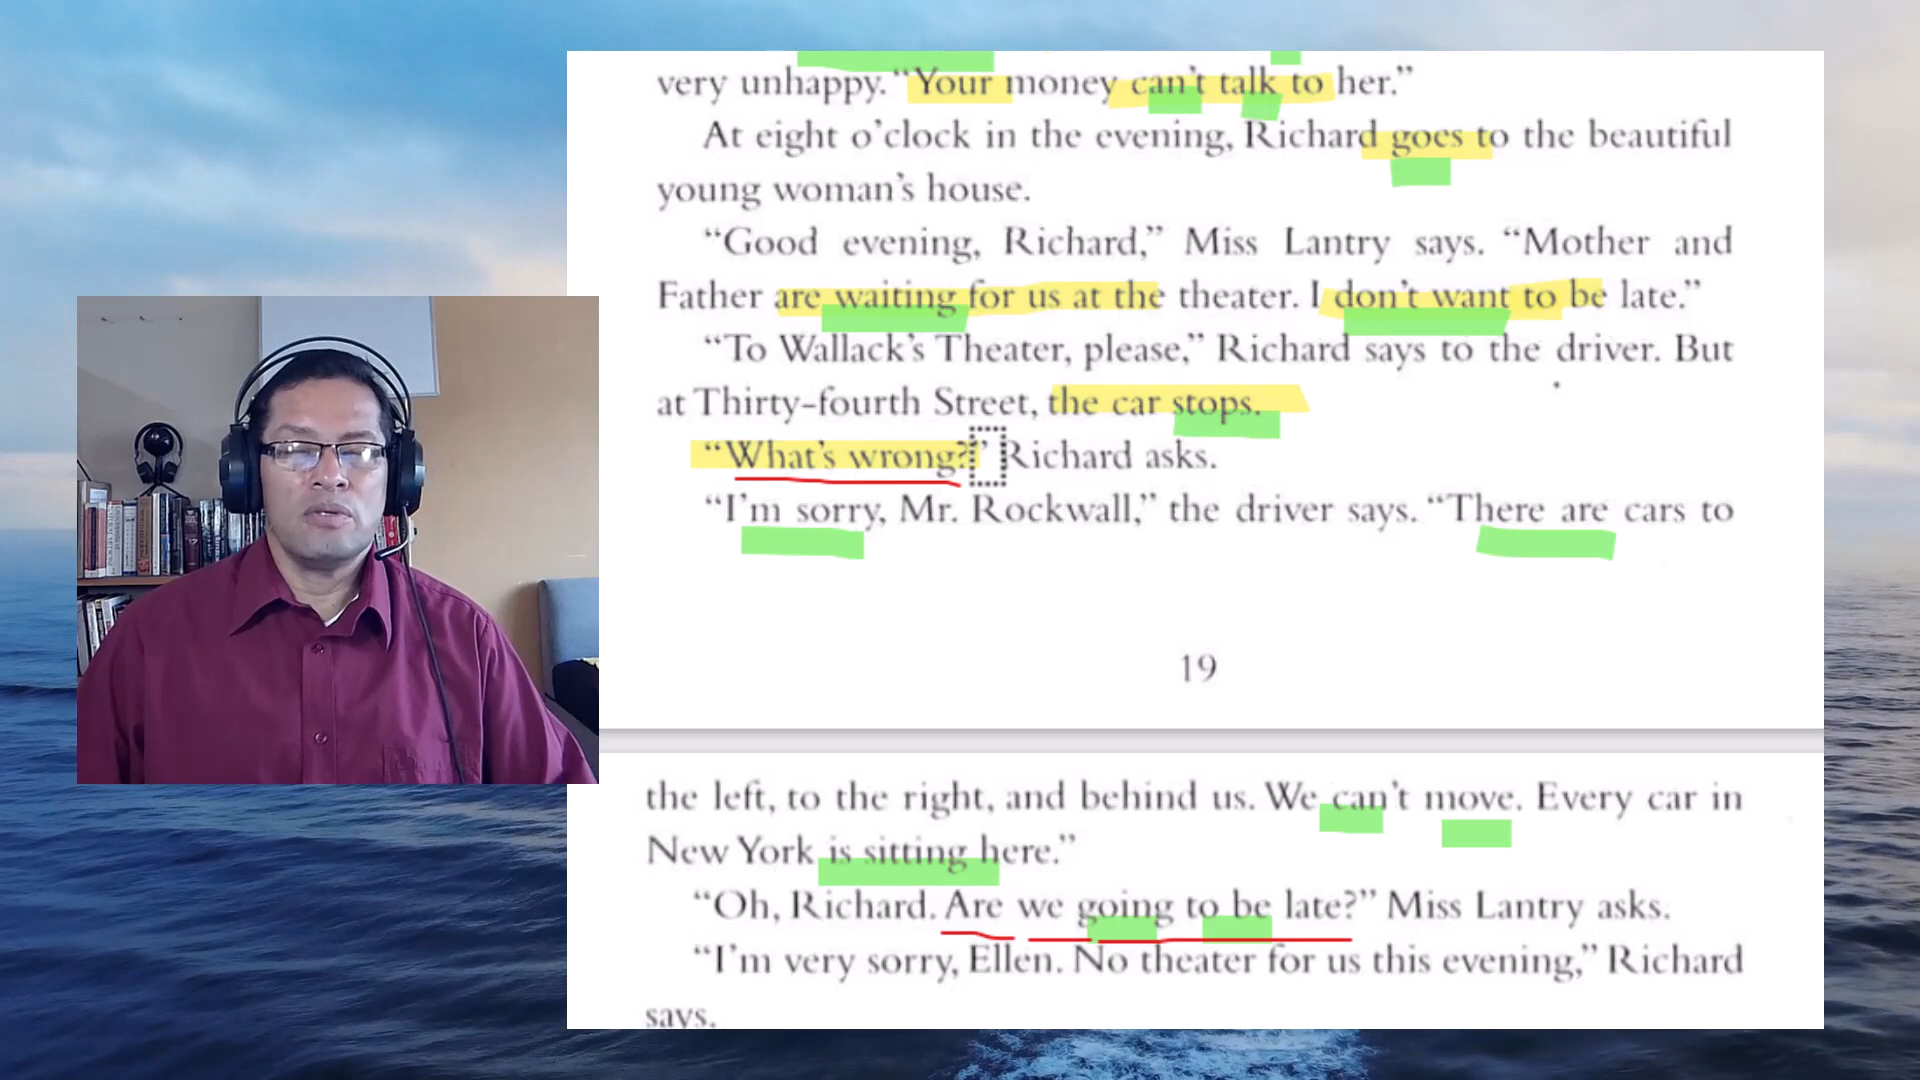 very unhappy. “Your money can’t talk to her.”
At eight o’clock in the evening, Richard goes to the beautiful
young woman’s house.
“Good evening, Richard,” Miss Lantry says. “Mother and
Father are waiting for us at the theater. I don’t want to be late.”
“To Wallack’s Theater, please,” Richard says to the driver. But
at Thirty-fourth Street, the car stops.
“What’s wrong?” Richard asks.
“I’m sorry, Mr. Rockwall,” the driver says. “There are cars to
19
the left, to the right, and behind us. We can’t move. Every car in
New York is sitting here.”
“Oh, Richard. Are we going to be late?” Miss Lantry asks.
“I’m very sorry, Ellen. No theater for us this evening,” Richard
says.